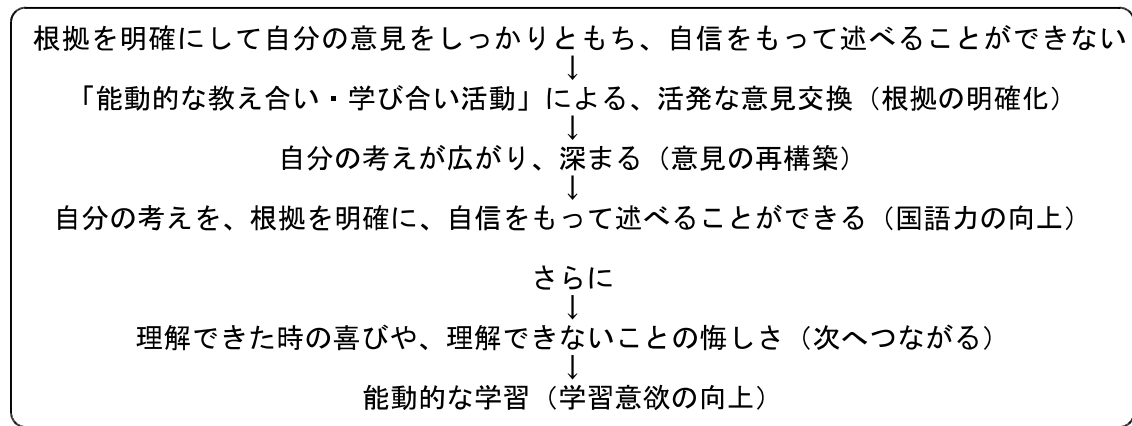 根拠を明確にして自分の意見をしっかりともち、自信をもって述べることができない
↓
「能動的な教え合い・学び合い活動」による、活発な意見交換（根拠の明確化）
↓
自分の考えが広がり、深まる（意見の再構築）
↓
自分の考えを、根拠を明確に、自信をもって述べることができる（国語力の向上）
さらに
↓
理解できた時の喜びや、理解できないことの悔しさ（次へつながる）
↓
能動的な学習（学習意欲の向上）